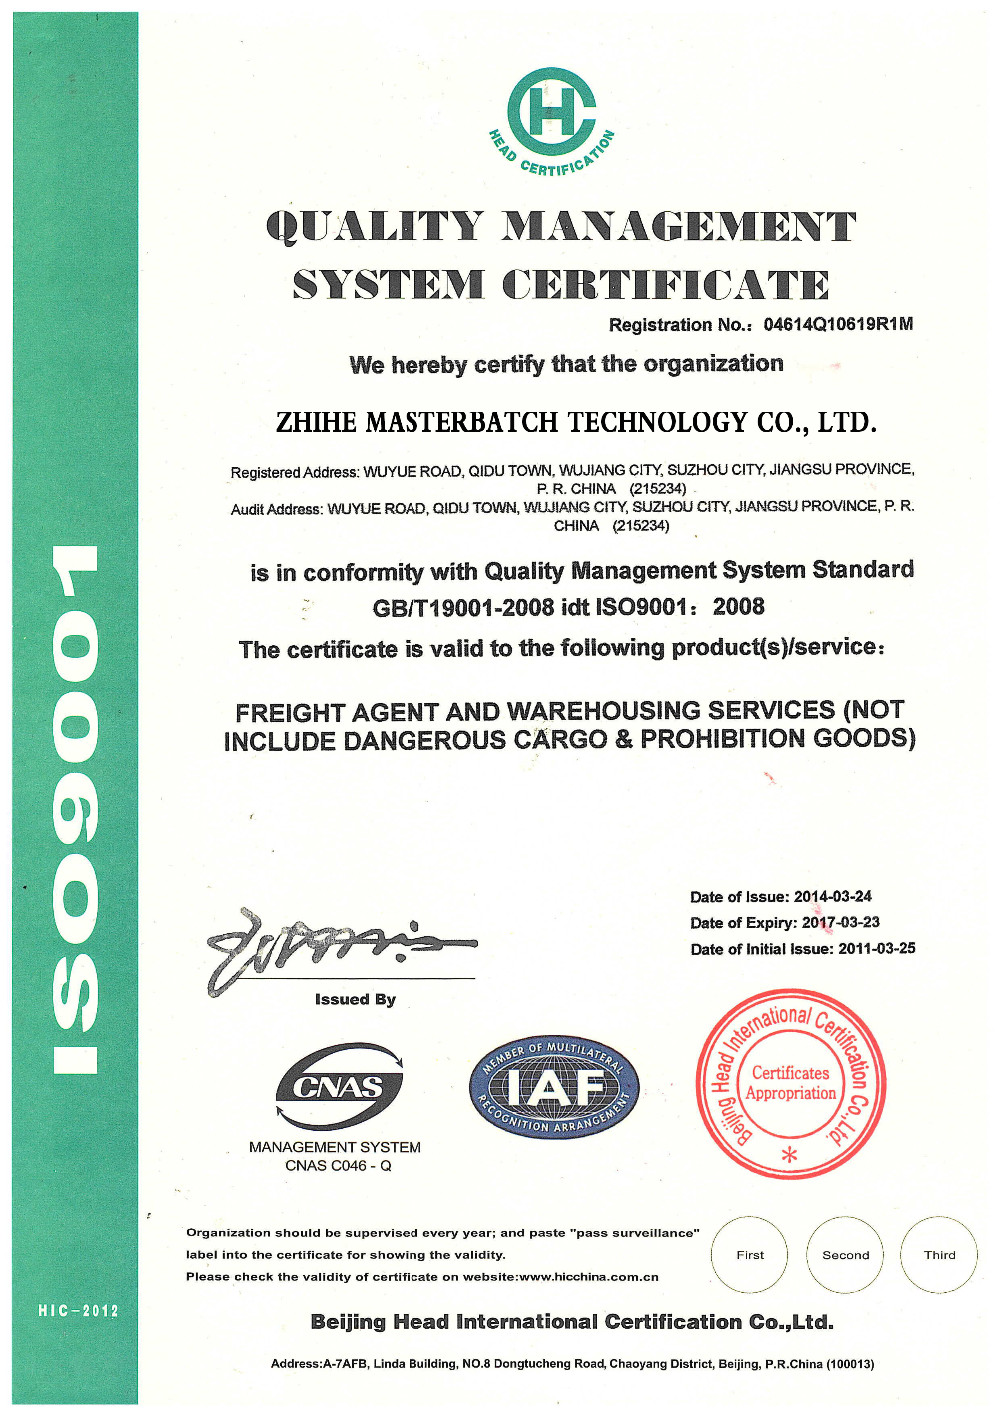 HC
HEAD CERTIFICATION
QUALITY MANAGEMENT
SYSTEM CERTIFICATE
Registration No.: 04614Q10619R1M
We hereby certify that the organization
ZHIHE MASTERBATCH TECHNOLOGY CO., LTD.
Registered Address: WUYUE ROAD, QIDU TOWN, WUJIANG CITY, SUZHOU CITY, JIANGSU PROVINCE,
P. R. CHINA (215234)
Audit Address: WUYUE ROAD, QIDU TOWN, WUJIANG CITY, SUZHOU CITY, JIANGSU PROVINCE, P. R.
CHINA (215234)
is in conformity with Quality Management System Standard
GB/T19001-2008 idt ISO9001: 2008
The certificate is valid to the following product(s)/service:
FREIGHT AGENT AND WAREHOUSING SERVICES (NOT
INCLUDE DANGEROUS CARGO & PROHIBITION GOODS)
ISO9001
Date of Issue: 2014-03-24
Date of Expiry: 2017-03-23
Date of Initial Issue: 2011-03-25
Issued By
CNAS
MANAGEMENT SYSTEM
CNAS C046 - Q
MEMBER OF MULTILATERAL
IAF
RECOGNITION ARRANGEMENT
Beijing Head International Certification Co.,Ltd.
Certificates
Appropriation
*
Organization should be supervised every year; and paste "pass surveillance"
label into the certificate for showing the validity.
Please check the validity of certificate on website:www.hicchina.com.cn
First
Second
Third
HIC-2012
Beijing Head International Certification Co.,Ltd.
Address:A-7AFB, Linda Building, NO.8 Dongtucheng Road, Chaoyang District, Beijing, P.R.China (100013)